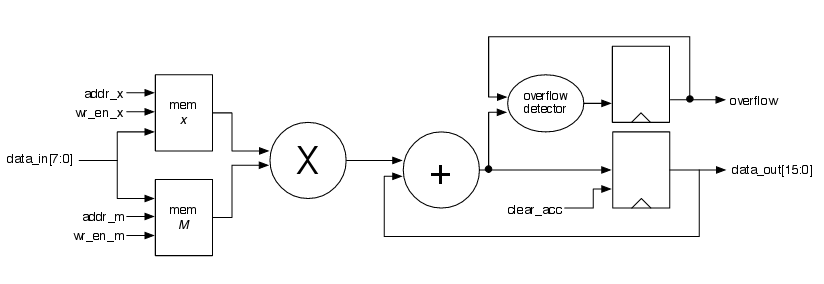 addr_x
wr_en_x
mem
x
data_in[7:0]
mem
M
addr_m
wr_en_m
X
+
overflow
detector
clear_acc
overflow
data_out[15:0]